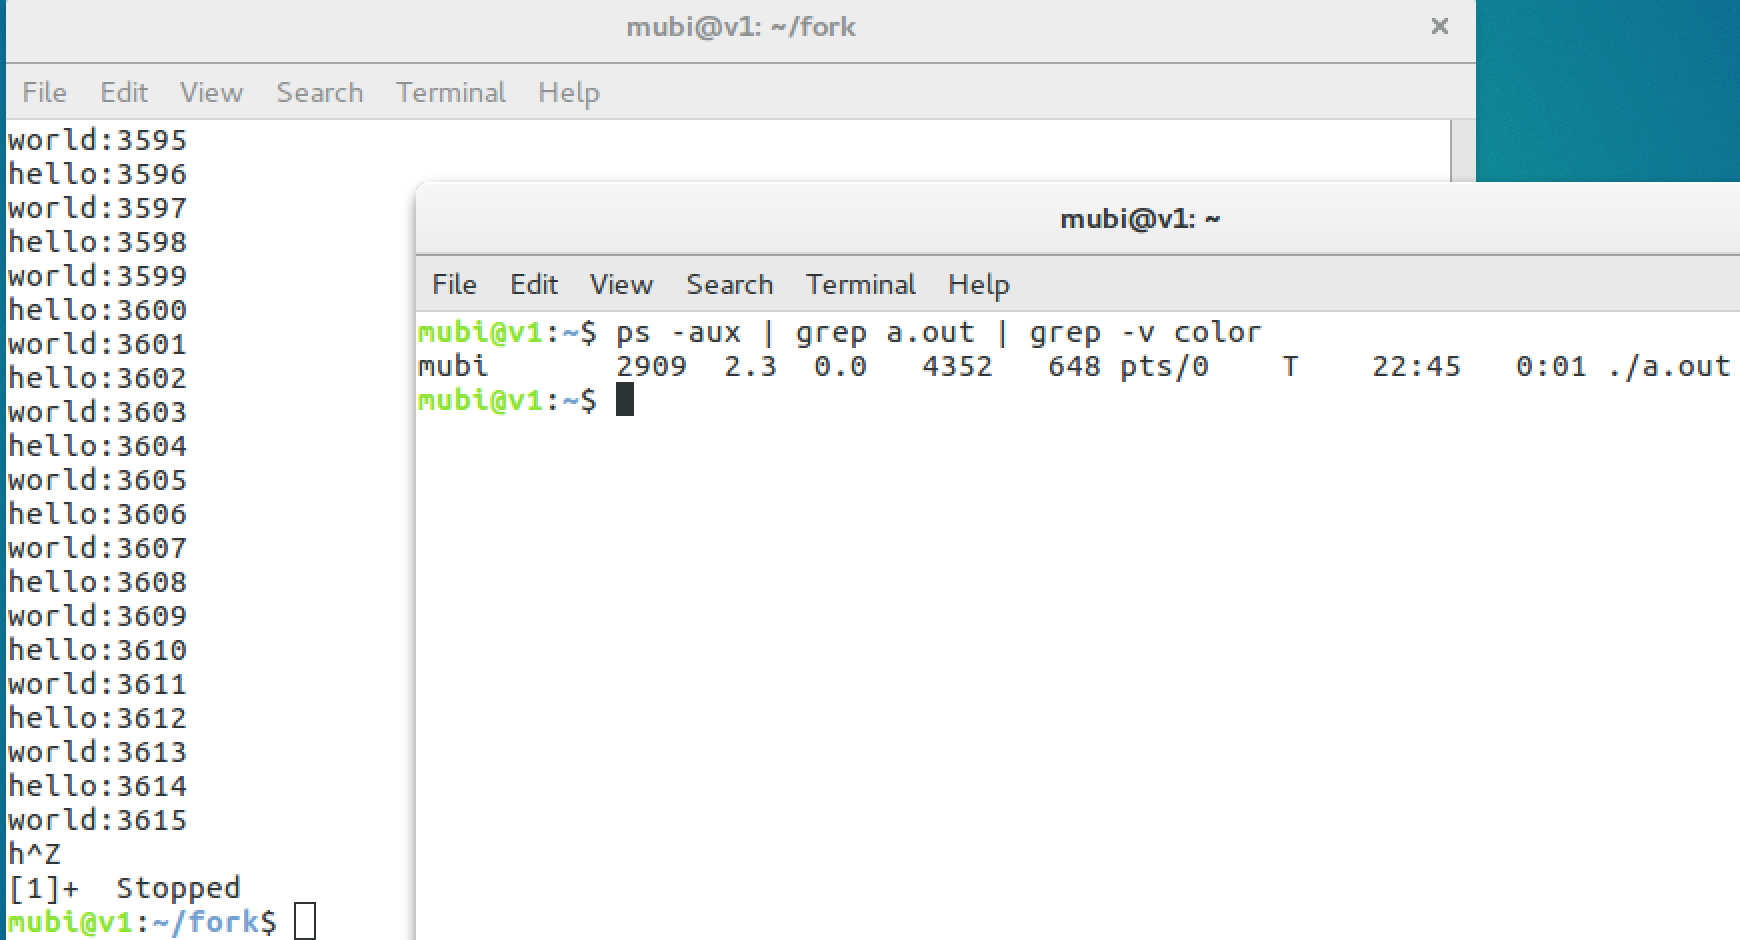 mubi@v1: ~/fork ×
File Edit View Search Terminal Help
world:3595
hello:3596
world:3597
hello:3598
world:3599
hello:3600
world:3601
hello:3602
world:3603
hello:3604
world:3605
hello:3606
world:3607
hello:3608
world:3609
hello:3610
world:3611
hello:3612
world:3613
hello:3614
world:3615
h^Z
[1]+  Stopped
mubi@v1:~/fork$
mubi@v1: ~
File Edit View Search Terminal Help
mubi@v1:~$ ps -aux | grep a.out | grep -v color
mubi       2909  2.3  0.0   4352   648 pts/0    T    22:45   0:01 ./a.out
mubi@v1:~$